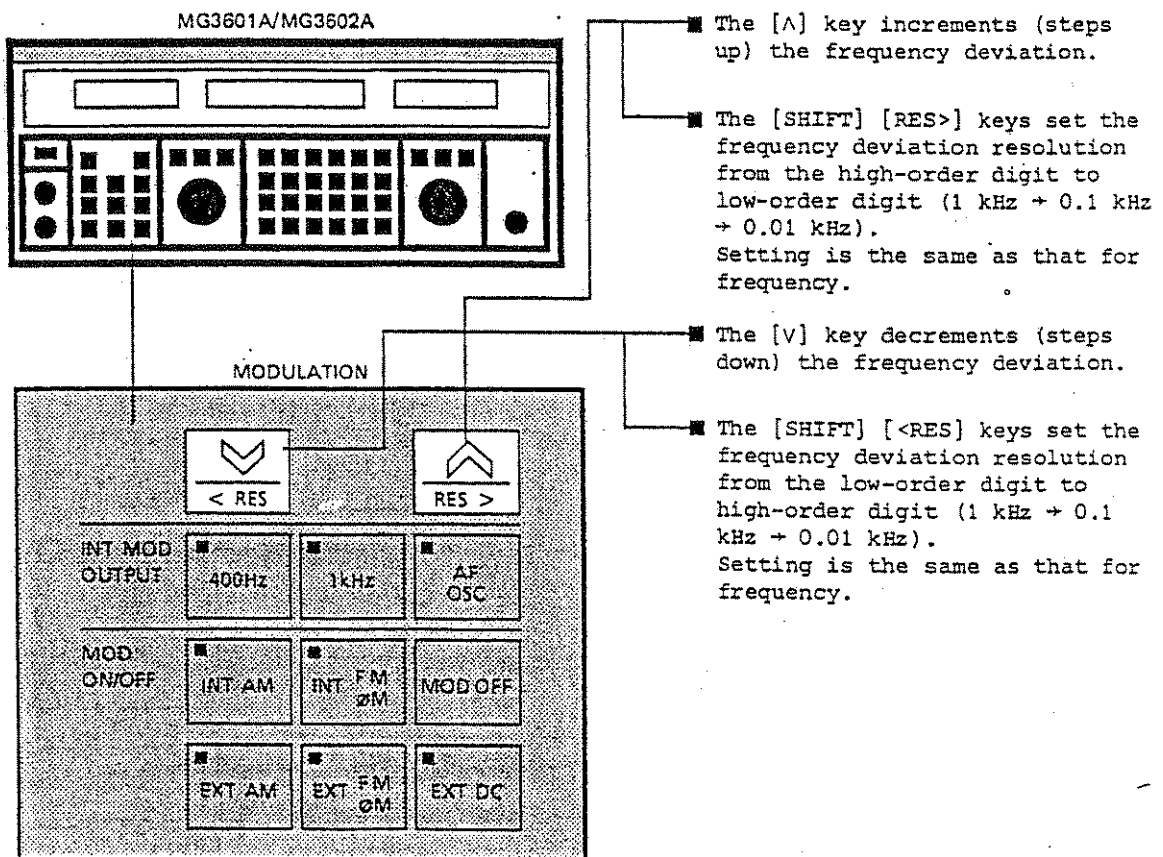 MG3601A/MG3602A
The [Λ] key increments (steps
up) the frequency deviation.
The [SHIFT] [RES>] keys set the
frequency deviation resolution
from the high-order digit to
low-order digit (1 kHz → 0.1 kHz
→ 0.01 kHz).
Setting is the same as that for
frequency.
The [V] key decrements (steps
down) the frequency deviation.
The [SHIFT] [<RES] keys set the
frequency deviation resolution
from the low-order digit to
high-order digit (1 kHz → 0.1
kHz → 0.01 kHz).
Setting is the same as that for
frequency.
MODULATION
< RES
RES >
INT MOD
OUTPUT
400Hz
1kHz
AF
OSC
MOD
ON/OFF
INT AM
INT FM
øM
MOD OFF
EXT AM
EXT FM
øM
EXT DC